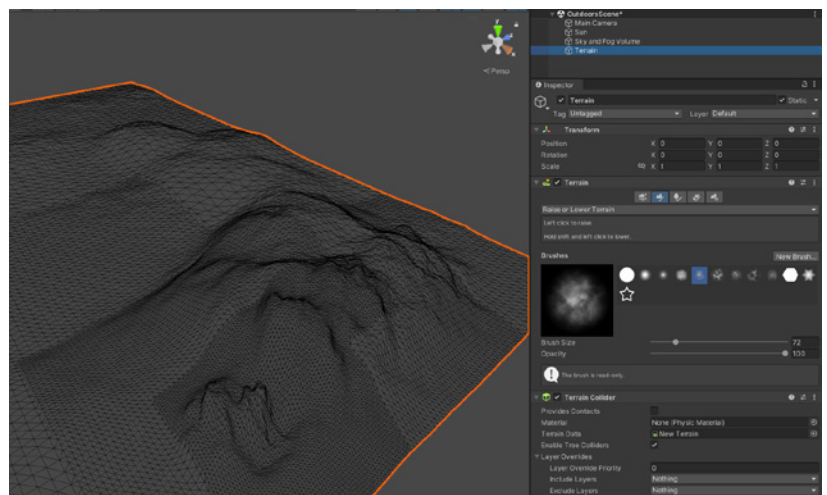 OutdoorsScene*
Main Camera
Sun
Sky and Fog Volume
Terrain
< Persp
Inspector
Terrain
Static
Tag Untagged Layer Default
Transform
Position X 0 Y 0 Z 0
Rotation X 0 Y 0 Z 0
Scale X 1 Y 1 Z 1
Terrain
Raise or Lower Terrain
Left click to raise.
Hold shift and left click to lower.
Brushes
New Brush...
Brush Size 72
Opacity 100
The brush is read-only.
Terrain Collider
Provides Contacts
Material None (Physic Material)
Terrain Data New Terrain
Enable Tree Colliders
Layer Overrides
Layer Override Priority 0
Include Layers Nothing
Exclude Layers Nothing